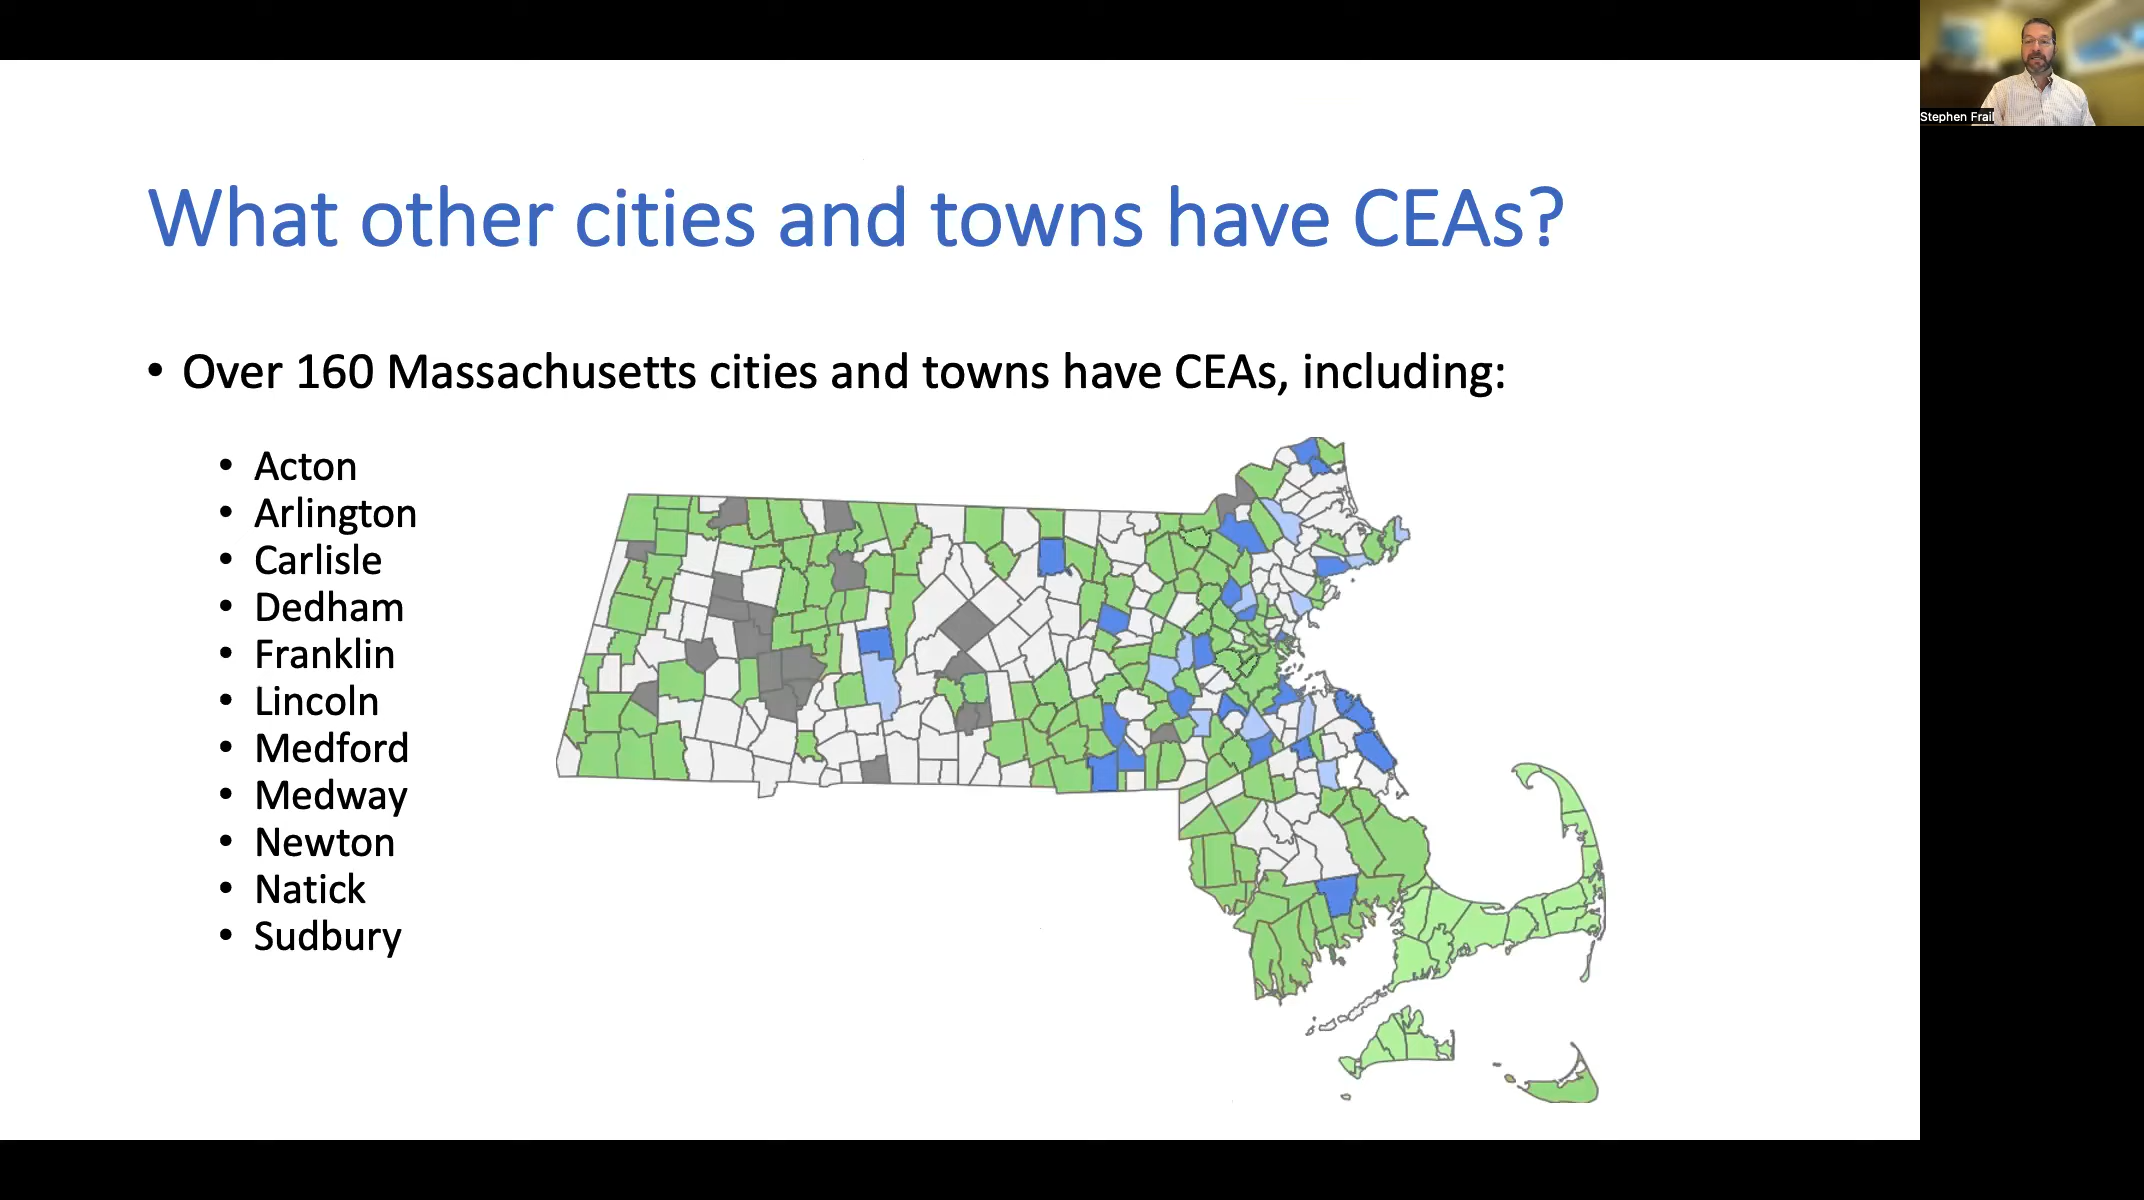 Stephen Frail
What other cities and towns have CEAs?
• Over 160 Massachusetts cities and towns have CEAs, including:
• Acton
• Arlington
• Carlisle
• Dedham
• Franklin
• Lincoln
• Medford
• Medway
• Newton
• Natick
• Sudbury